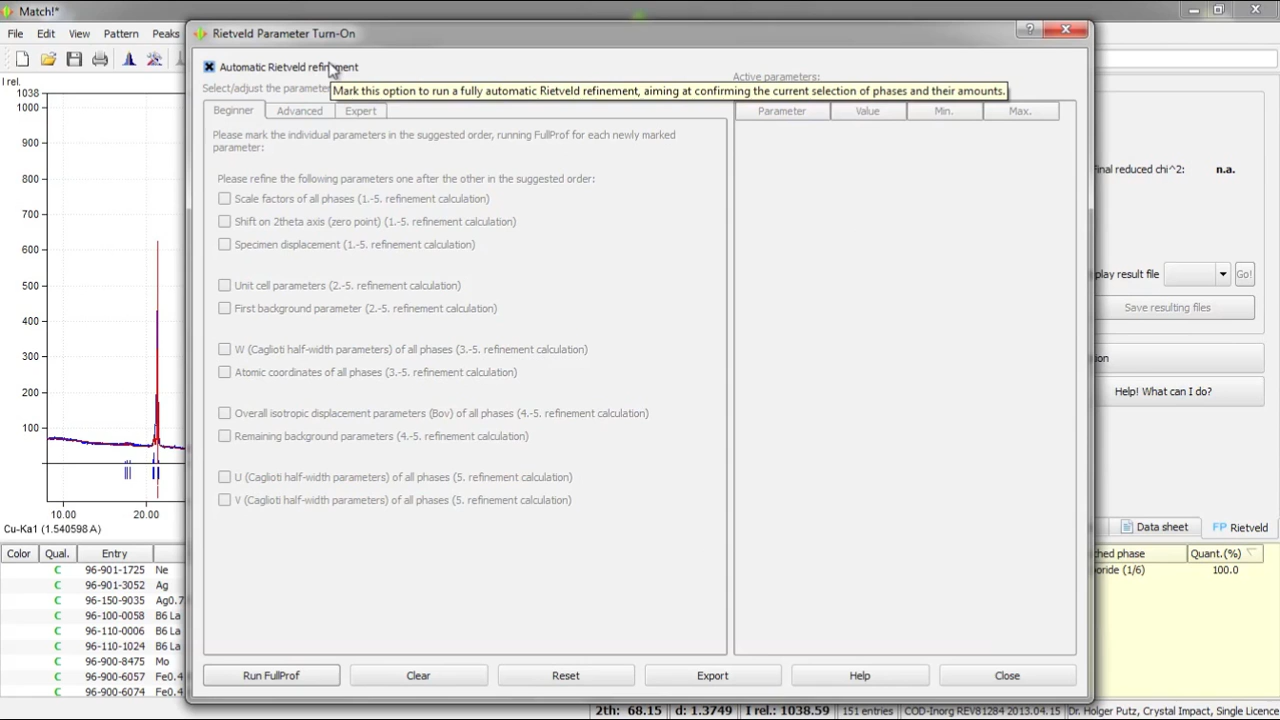 Match!*
File Edit View Pattern Peaks
I rel.
1038
1000
900
800
700
600
500
400
300
200
100
10.00 20.00
Cu-Ka1 (1.540598 A)
Rietveld Parameter Turn-On
?
Automatic Rietveld refinement
Select/adjust the parameter
Mark this option to run a fully automatic Rietveld refinement, aiming at confirming the current selection of phases and their amounts.
Active parameters:
Beginner Advanced Expert
Parameter Value Min. Max.
Please mark the individual parameters in the suggested order, running FullProf for each newly marked
parameter:
Please refine the following parameters one after the other in the suggested order:
Scale factors of all phases (1.-5. refinement calculation)
Shift on 2theta axis (zero point) (1.-5. refinement calculation)
Specimen displacement (1.-5. refinement calculation)
Unit cell parameters (2.-5. refinement calculation)
First background parameter (2.-5. refinement calculation)
W (Caglioti half-width parameters) of all phases (3.-5. refinement calculation)
Atomic coordinates of all phases (3.-5. refinement calculation)
Overall isotropic displacement parameters (Bov) of all phases (4.-5. refinement calculation)
Remaining background parameters (4.-5. refinement calculation)
U (Caglioti half-width parameters) of all phases (5. refinement calculation)
V (Caglioti half-width parameters) of all phases (5. refinement calculation)
Run FullProf Clear Reset Export Help Close
inal reduced chi^2: n.a.
play result file Go!
Save resulting files
ion
Help! What can I do?
Data sheet FP Rietveld
Color Qual. Entry
C 96-901-1725 Ne
C 96-901-3052 Ag
C 96-150-9035 Ag0.7
C 96-100-0058 B6 La
C 96-110-0006 B6 La
C 96-110-1024 B6 La
C 96-900-8475 Mo
C 96-900-6057 Fe0.4
C 96-900-6074 Fe0.4
ched phase Quant.(%)
oride (1/6) 100.0
2th: 68.15 d: 1.3749 I rel.: 1038.59 151 entries COD-Inorg REV81284 2013.04.15 Dr. Holger Putz, Crystal Impact, Single Licence